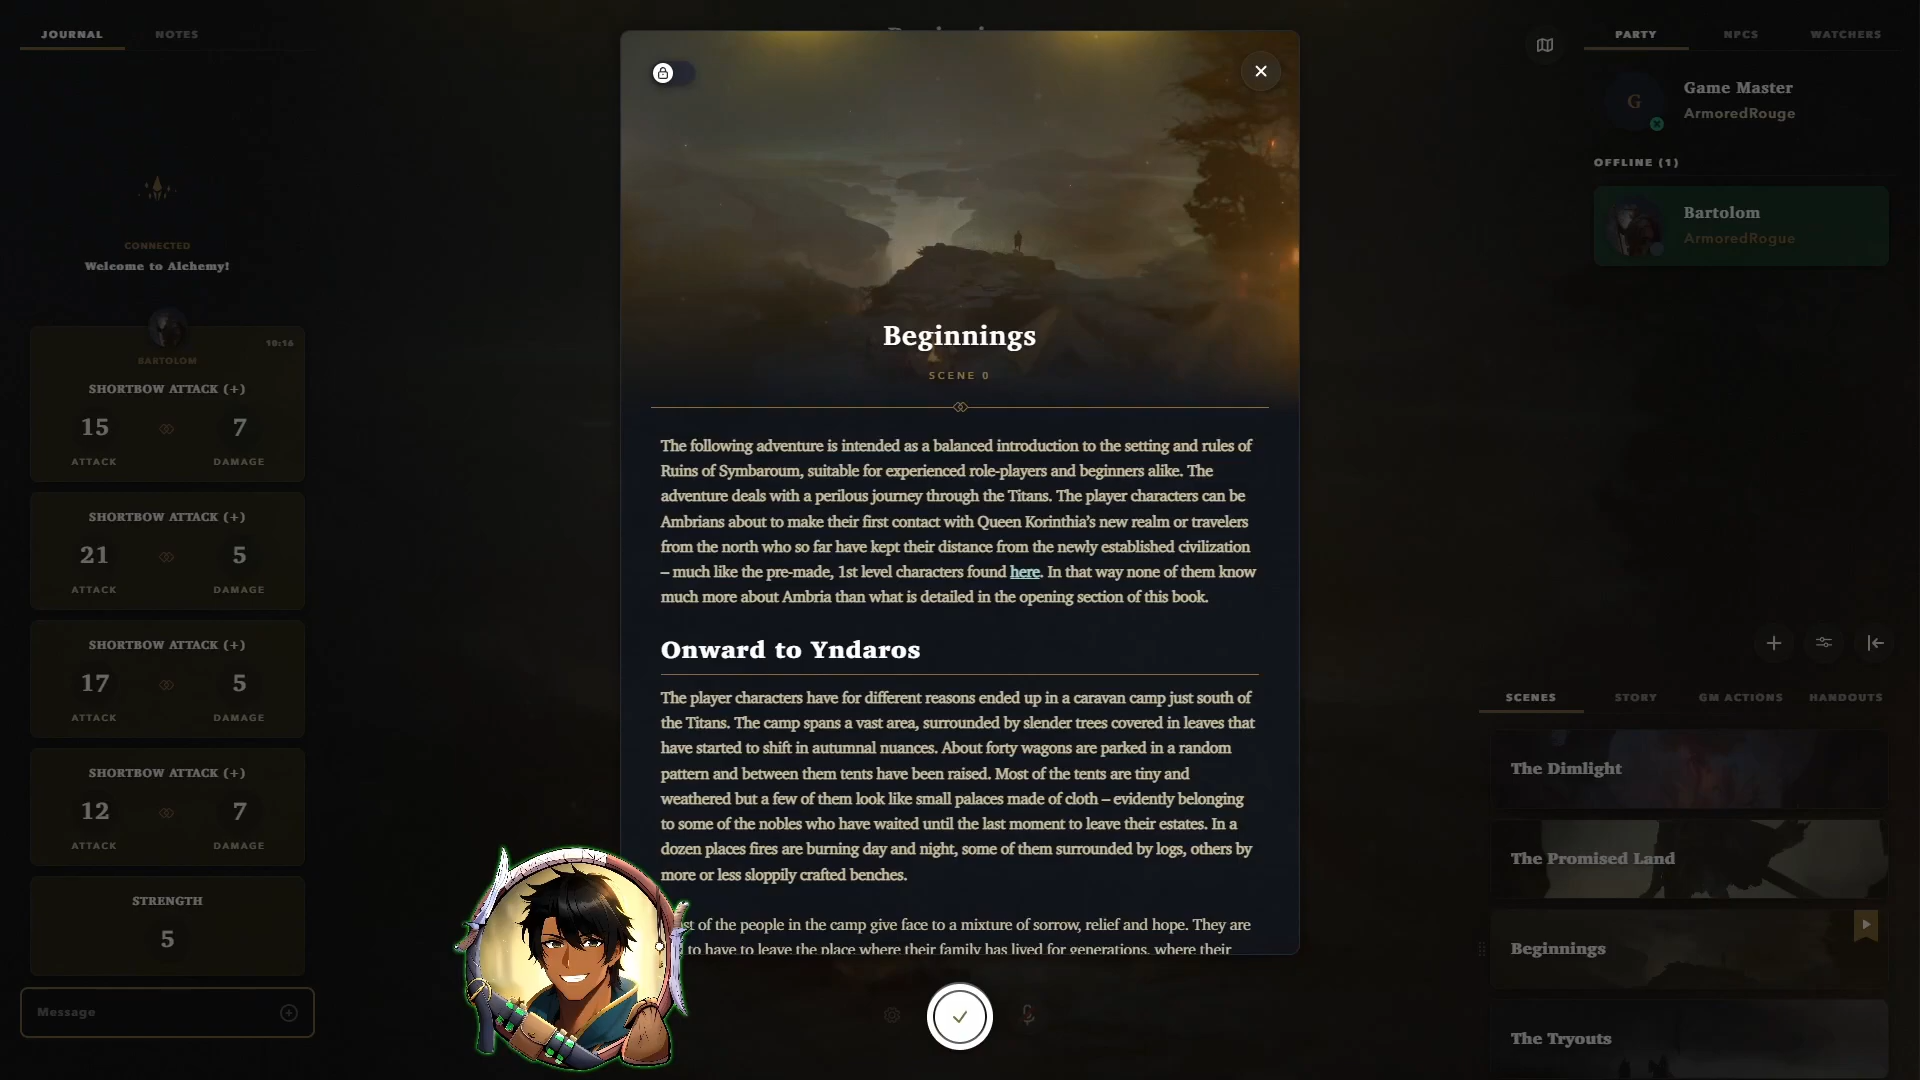 JOURNAL
NOTES
CONNECTED
Welcome to Alchemy!
10:16
BARTOLOM
SHORTBOW ATTACK (+)
15
7
ATTACK
DAMAGE
SHORTBOW ATTACK (+)
21
5
ATTACK
DAMAGE
SHORTBOW ATTACK (+)
17
5
ATTACK
DAMAGE
SHORTBOW ATTACK (+)
12
7
ATTACK
DAMAGE
STRENGTH
5
Message
Beginnings
SCENE 0
The following adventure is intended as a balanced introduction to the setting and rules of
Ruins of Symbaroum, suitable for experienced role-players and beginners alike. The
adventure deals with a perilous journey through the Titans. The player characters can be
Ambrians about to make their first contact with Queen Korinthia's new realm or travelers
from the north who so far have kept their distance from the newly established civilization
– much like the pre-made, 1st level characters found here. In that way none of them know
much more about Ambria than what is detailed in the opening section of this book.
Onward to Yndaros
The player characters have for different reasons ended up in a caravan camp just south of
the Titans. The camp spans a vast area, surrounded by slender trees covered in leaves that
have started to shift in autumnal nuances. About forty wagons are parked in a random
pattern and between them tents have been raised. Most of the tents are tiny and
weathered but a few of them look like small palaces made of cloth – evidently belonging
to some of the nobles who have waited until the last moment to leave their estates. In a
dozen places fires are burning day and night, some of them surrounded by logs, others by
more or less sloppily crafted benches.
of the people in the camp give face to a mixture of sorrow, relief and hope. They are
to have to leave the place where their family has lived for generations, where their
PARTY
NPCS
WATCHERS
G
Game Master
ArmoredRouge
OFFLINE (1)
Bartolom
ArmoredRogue
SCENES
STORY
GM ACTIONS
HANDOUTS
The Dimlight
The Promised Land
Beginnings
The Tryouts